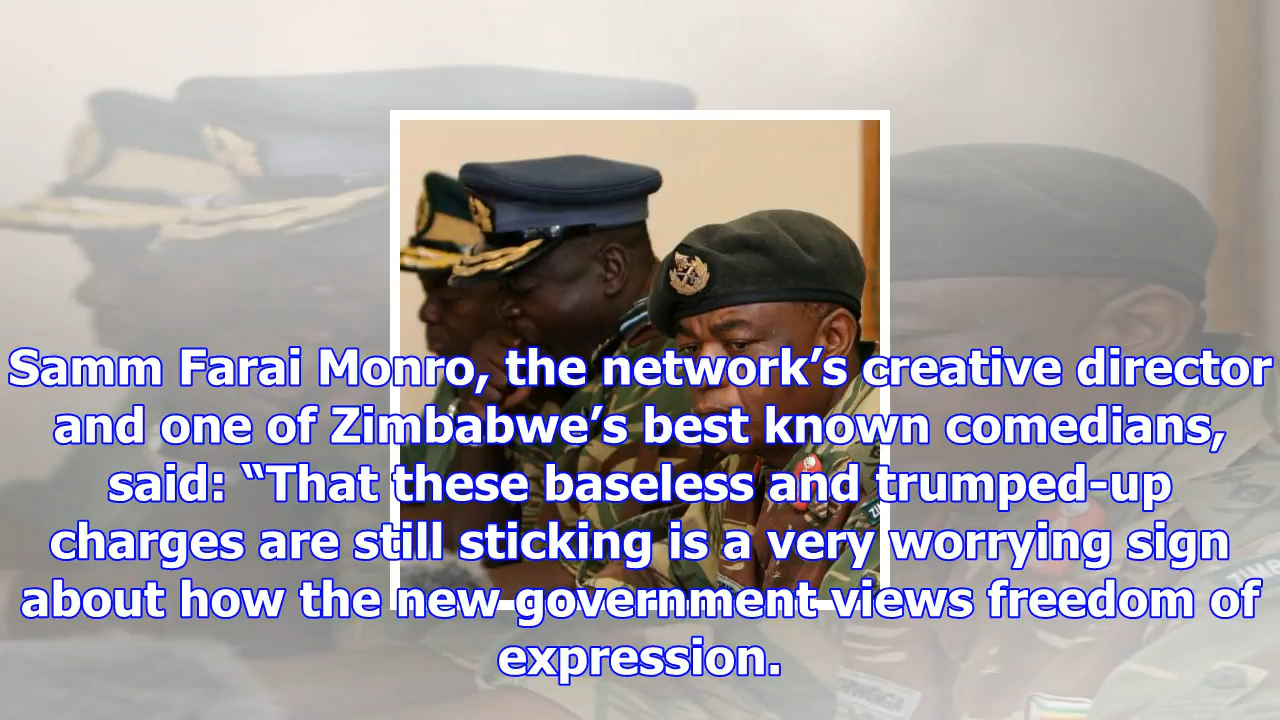 Samm Farai Monro, the network’s creative director
and one of Zimbabwe’s best known comedians,
said: “That these baseless and trumped-up
charges are still sticking is a very worrying sign
about how the new government views freedom of
expression.